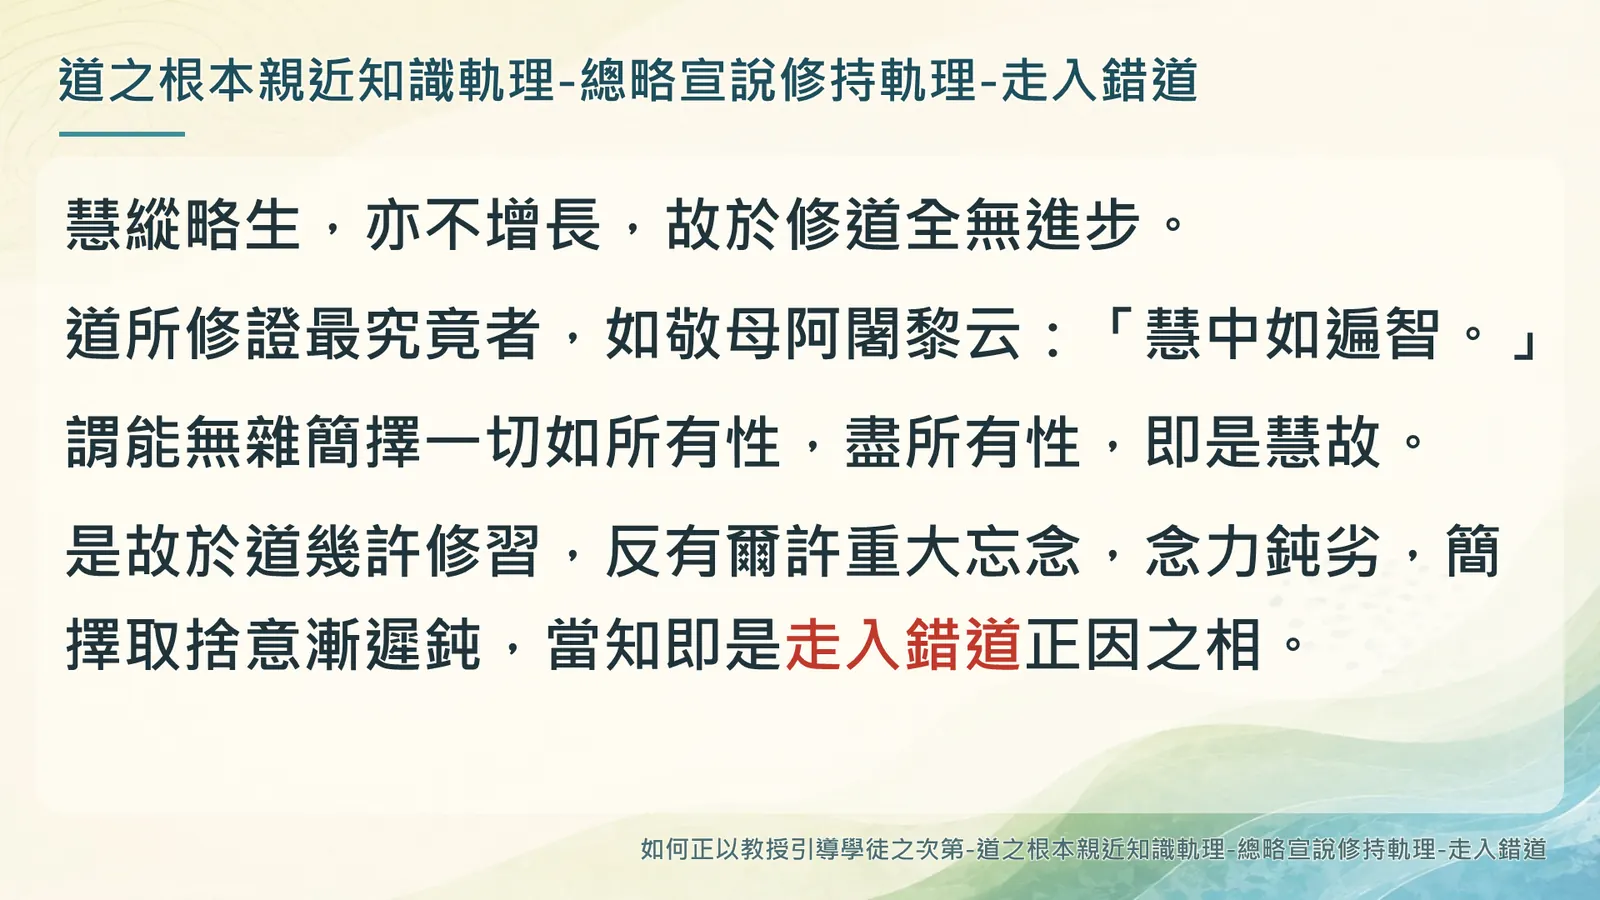 道之根本親近知識軌理-總略宣說修持軌理-走入錯道
慧縱略生，亦不增長，故於修道全無進步。
道所修證最究竟者，如敬母阿闍黎云：「慧中如遍智。」
謂能無雜簡擇一切如所有性，盡所有性，即是慧故。
是故於道幾許修習，反有爾許重大忘念，念力鈍劣，簡
擇取捨意漸遲鈍，當知即是走入錯道正因之相。
如何正以教授引導學徒之次第-道之根本親近知識軌理-總略宣說修持軌理-走入錯道